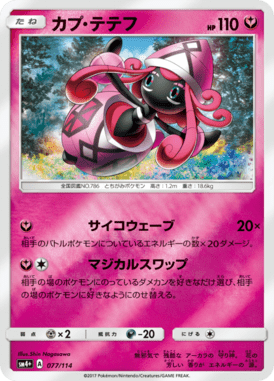 たね カプ・テテフ HP 110
全国図鑑NO.786 とちがみポケモン 高さ：1.2m 重さ：18.6kg
サイコウェーブ 20×
相手のバトルポケモンについているエネルギーの数×20ダメージ。
マジカルスワップ
相手の場のポケモンにのっているダメカンを好きなだけ選び、相手の場のポケモンに好きなようにのせ替える。
弱点 ×2 抵抗力 -20 にげる
Illus. Shin Nagasawa
SM4+ A 077/114
©2017 Pokémon/Nintendo/Creatures/GAME FREAK.